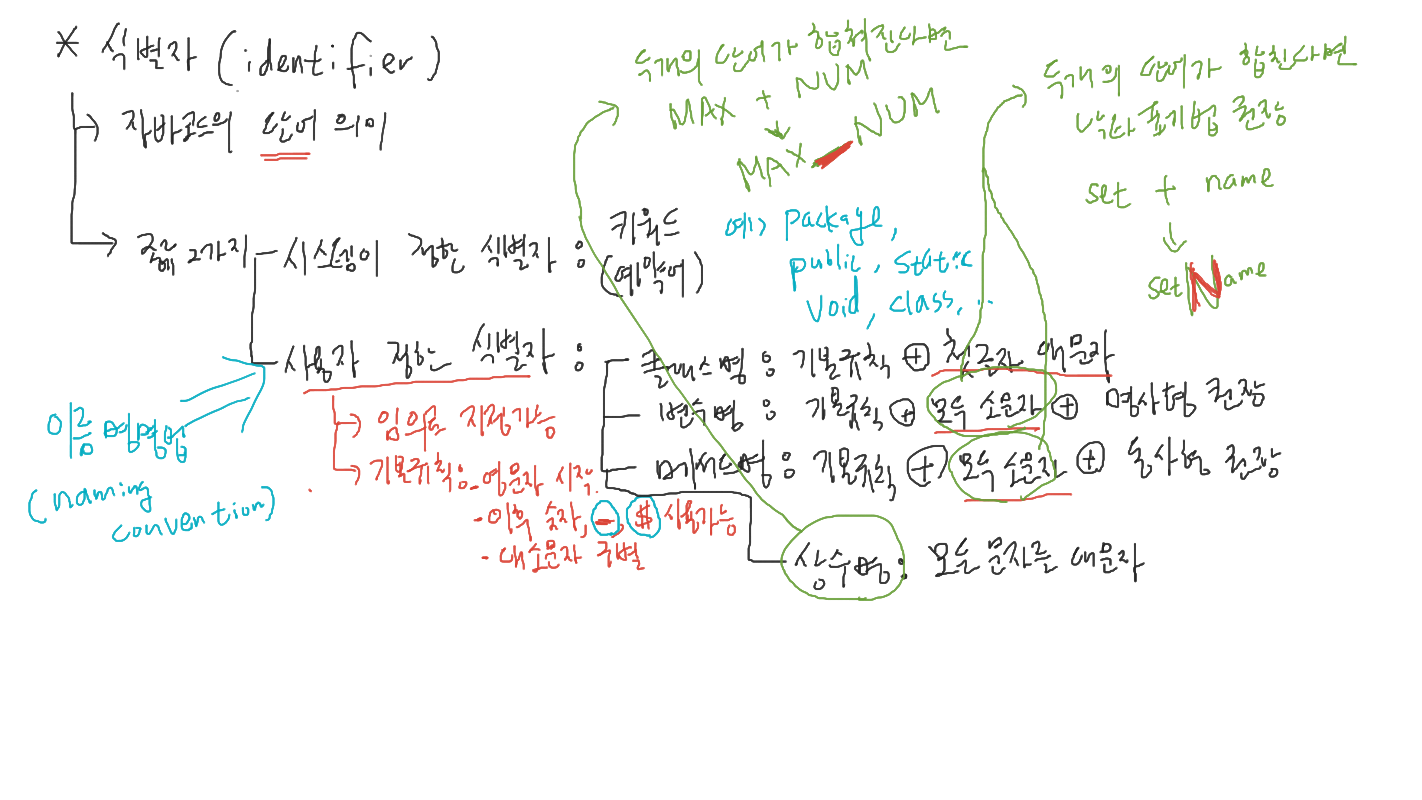 * 식별자 (identifier)
자바코드의 단어 의미
종류 2가지
시스템이 정한 식별자 : 키워드
(예약어)
예> package,
public, static
void, class, ...
사용자 정한 식별자 :
임의로 지정가능
기본규칙 : - 영문자 시작.
- 이후 숫자, _, $ 사용가능
- 대소문자 구별
이름명명법
(naming
convention)
클래스명 : 기본규칙 + 첫글자 대문자
변수명 : 기본규칙 + 모두 소문자 + 명사형 권장
메서드명 : 기본규칙 + 모두 소문자 + 동사형 권장
상수명 : 모든 문자를 대문자
두개의 단어가 합쳐진다면
MAX + NUM
MAX_NUM
두개의 단어가 합친다면
낙타표기법 권장
set + name
setName